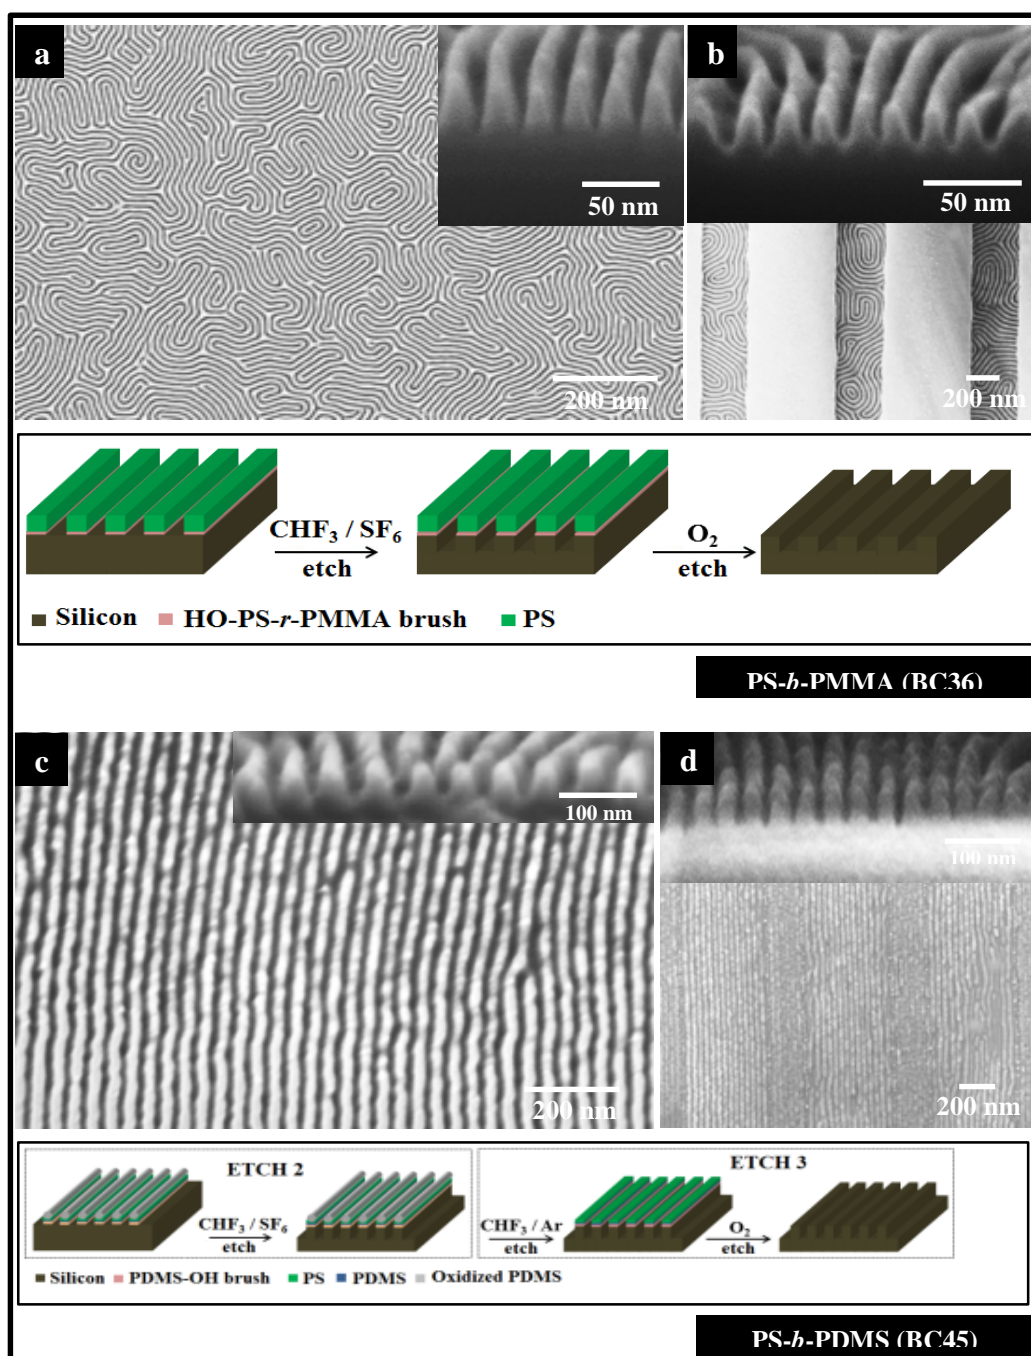 a
50 nm
200 nm
b
50 nm
200 nm
CHF3 / SF6
etch
O2
etch
Silicon HO-PS-r-PMMA brush PS
PS-b-PMMA (BC36)
c
100 nm
200 nm
d
100 nm
200 nm
ETCH 2
CHF3 / SF6
etch
ETCH 3
CHF3 / Ar
etch
O2
etch
Silicon PDMS-OH brush PS PDMS Oxidized PDMS
PS-b-PDMS (BC45)